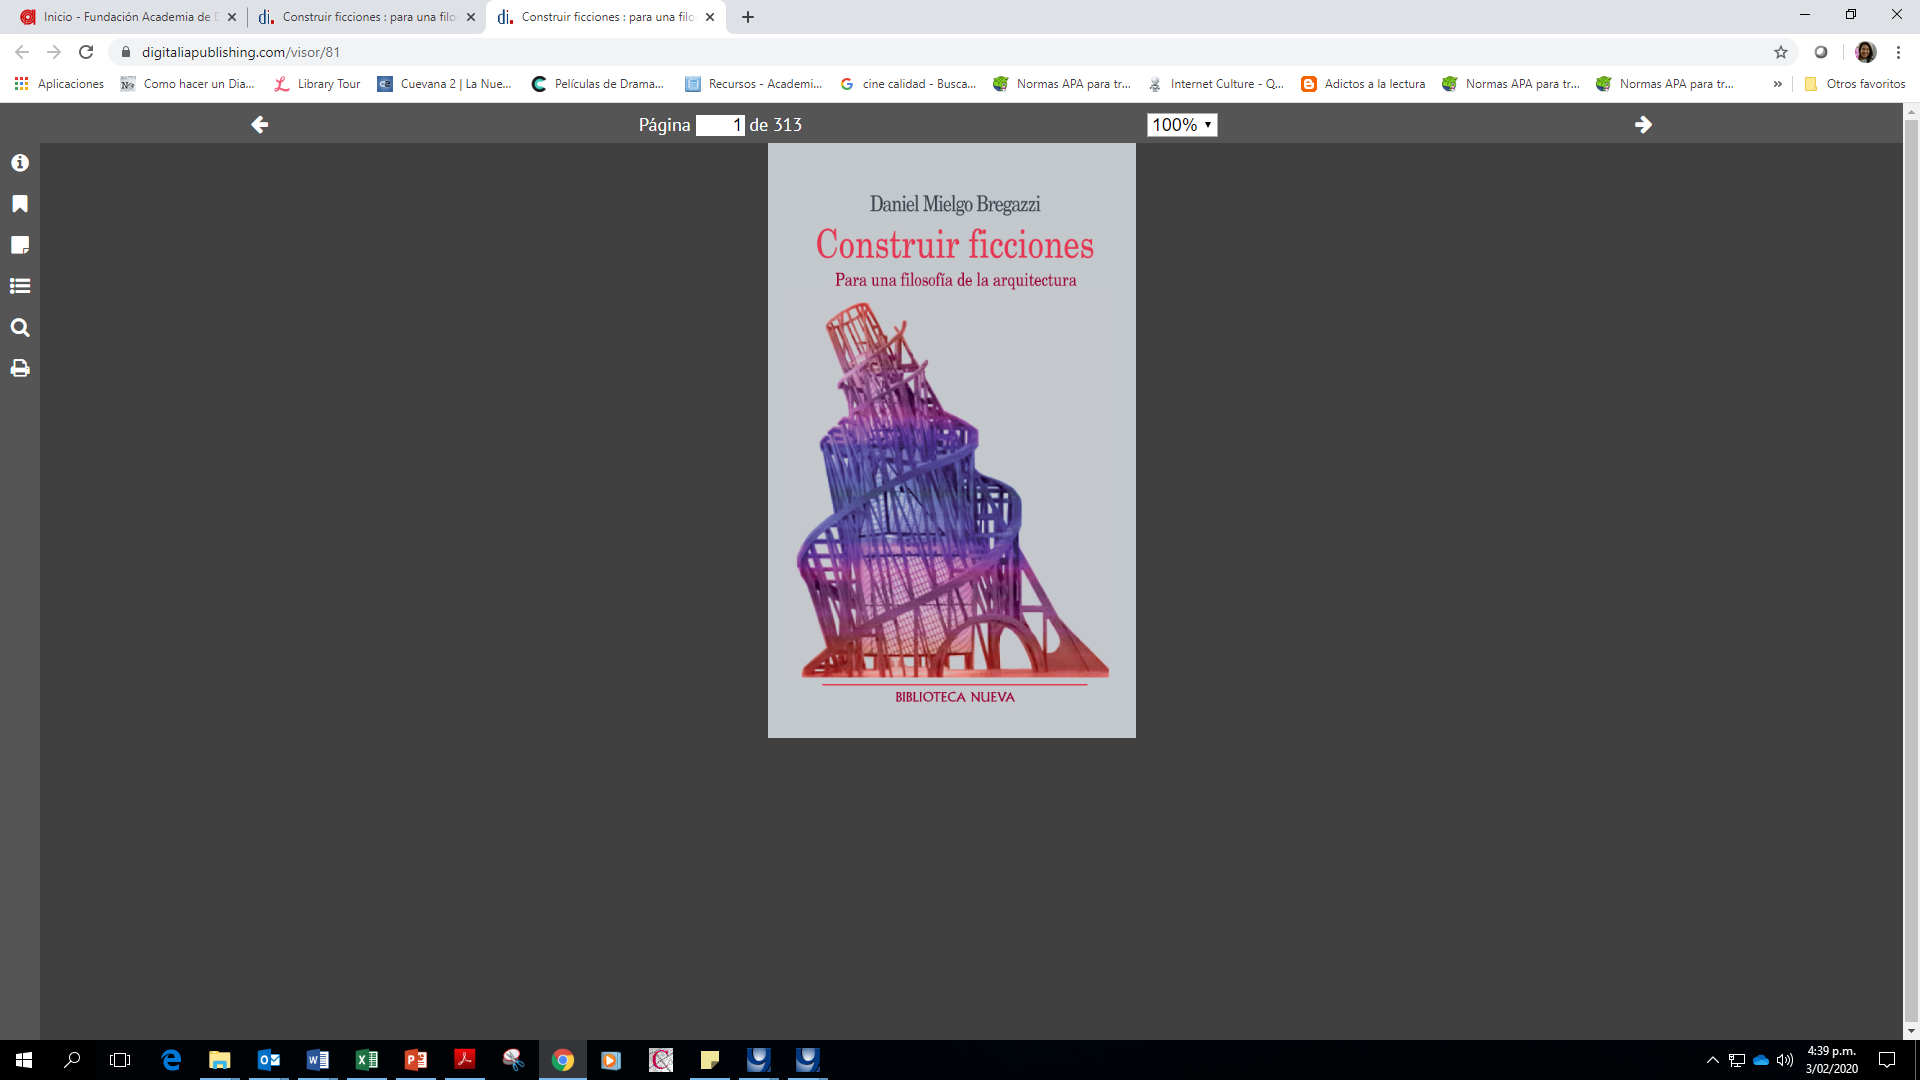 Inicio - Fundación Academia de D
Construir ficciones : para una filo
Construir ficciones : para una filo
digitaliapublishing.com/visor/81
Aplicaciones
Como hacer un Dia...
Library Tour
Cuevana 2 | La Nue...
Películas de Drama...
Recursos - Academi...
cine calidad - Busca...
Normas APA para tr...
Internet Culture - Q...
Adictos a la lectura
Normas APA para tr...
Normas APA para tr...
Otros favoritos
Página 1 de 313
100%
Daniel Mielgo Bregazzi
Construir ficciones
Para una filosofía de la arquitectura
BIBLIOTECA NUEVA
4:39 p.m.
3/02/2020